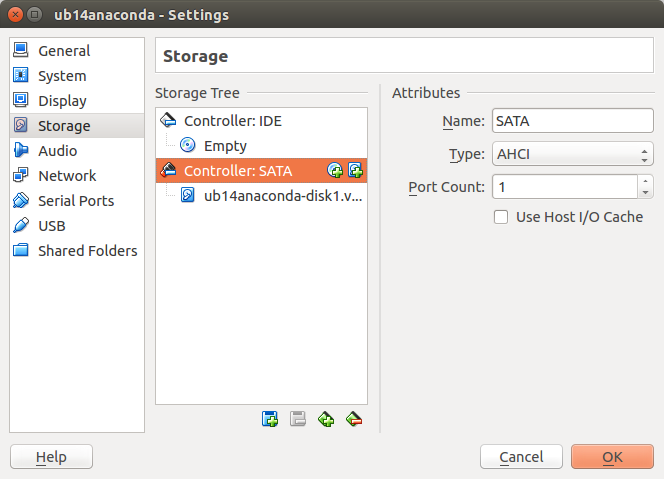 ub14anaconda - Settings
General
System
Display
Storage
Audio
Network
Serial Ports
USB
Shared Folders
Storage
Storage Tree
Controller: IDE
Empty
Controller: SATA
ub14anaconda-disk1.v...
Attributes
Name: SATA
Type: AHCI
Port Count: 1
Use Host I/O Cache
Help
Cancel
OK